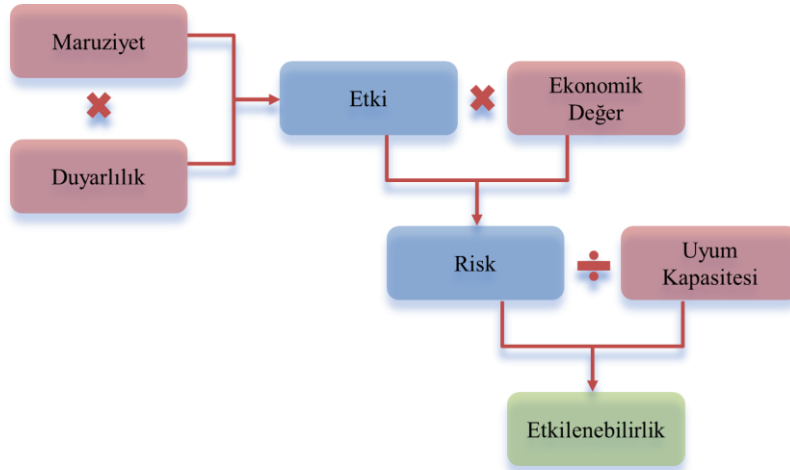 Maruziyet
Duyarlılık
Etki
Ekonomik
Değer
Risk
Uyum
Kapasitesi
Etkilenebilirlik